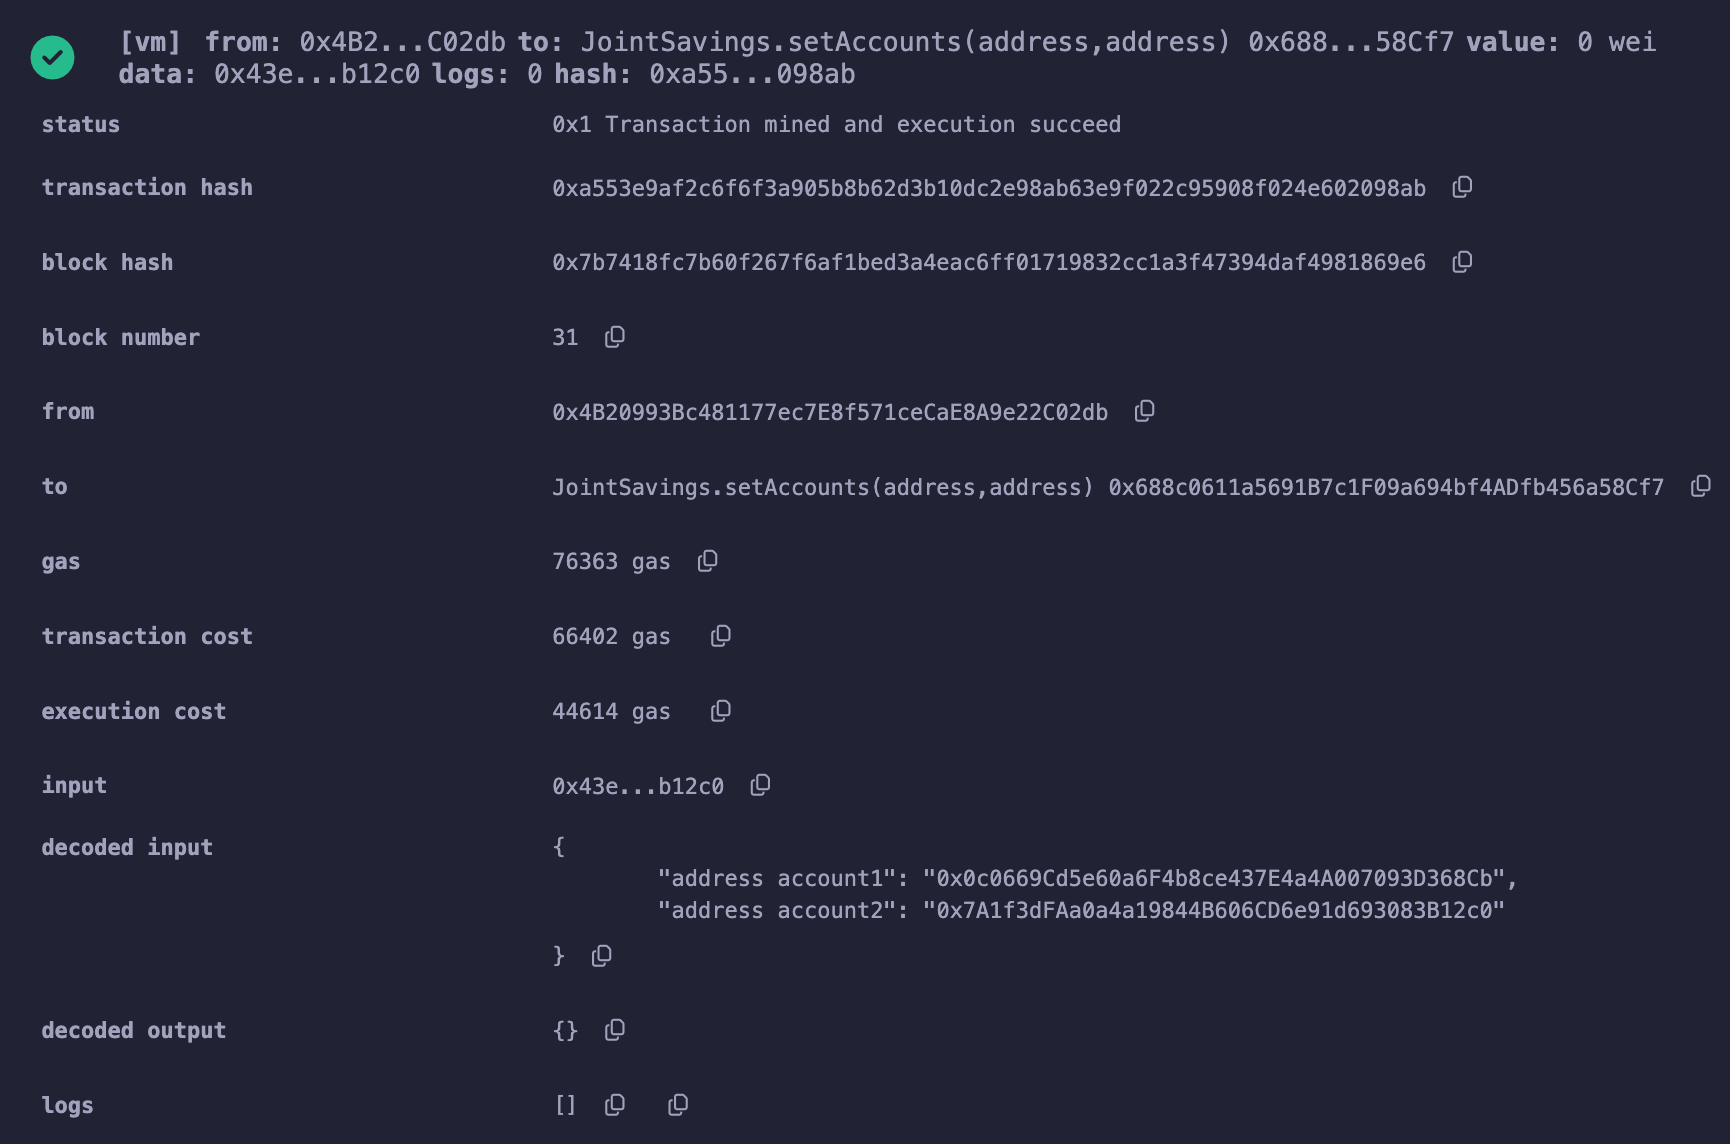 [vm] from: 0x4B2...C02db to: JointSavings.setAccounts(address,address) 0x688...58Cf7 value: 0 wei
data: 0x43e...b12c0 logs: 0 hash: 0xa55...098ab
status 0x1 Transaction mined and execution succeed
transaction hash 0xa553e9af2c6f6f3a905b8b62d3b10dc2e98ab63e9f022c95908f024e602098ab
block hash 0x7b7418fc7b60f267f6af1bed3a4eac6ff01719832cc1a3f47394daf4981869e6
block number 31
from 0x4B20993Bc481177ec7E8f571ceCaE8A9e22C02db
to JointSavings.setAccounts(address,address) 0x688c0611a5691B7c1F09a694bf4ADfb456a58Cf7
gas 76363 gas
transaction cost 66402 gas
execution cost 44614 gas
input 0x43e...b12c0
decoded input {
"address account1": "0x0c0669Cd5e60a6F4b8ce437E4a4A007093D368Cb",
"address account2": "0x7A1f3dFAa0a4a19844B606CD6e91d693083B12c0"
}
decoded output {}
logs []